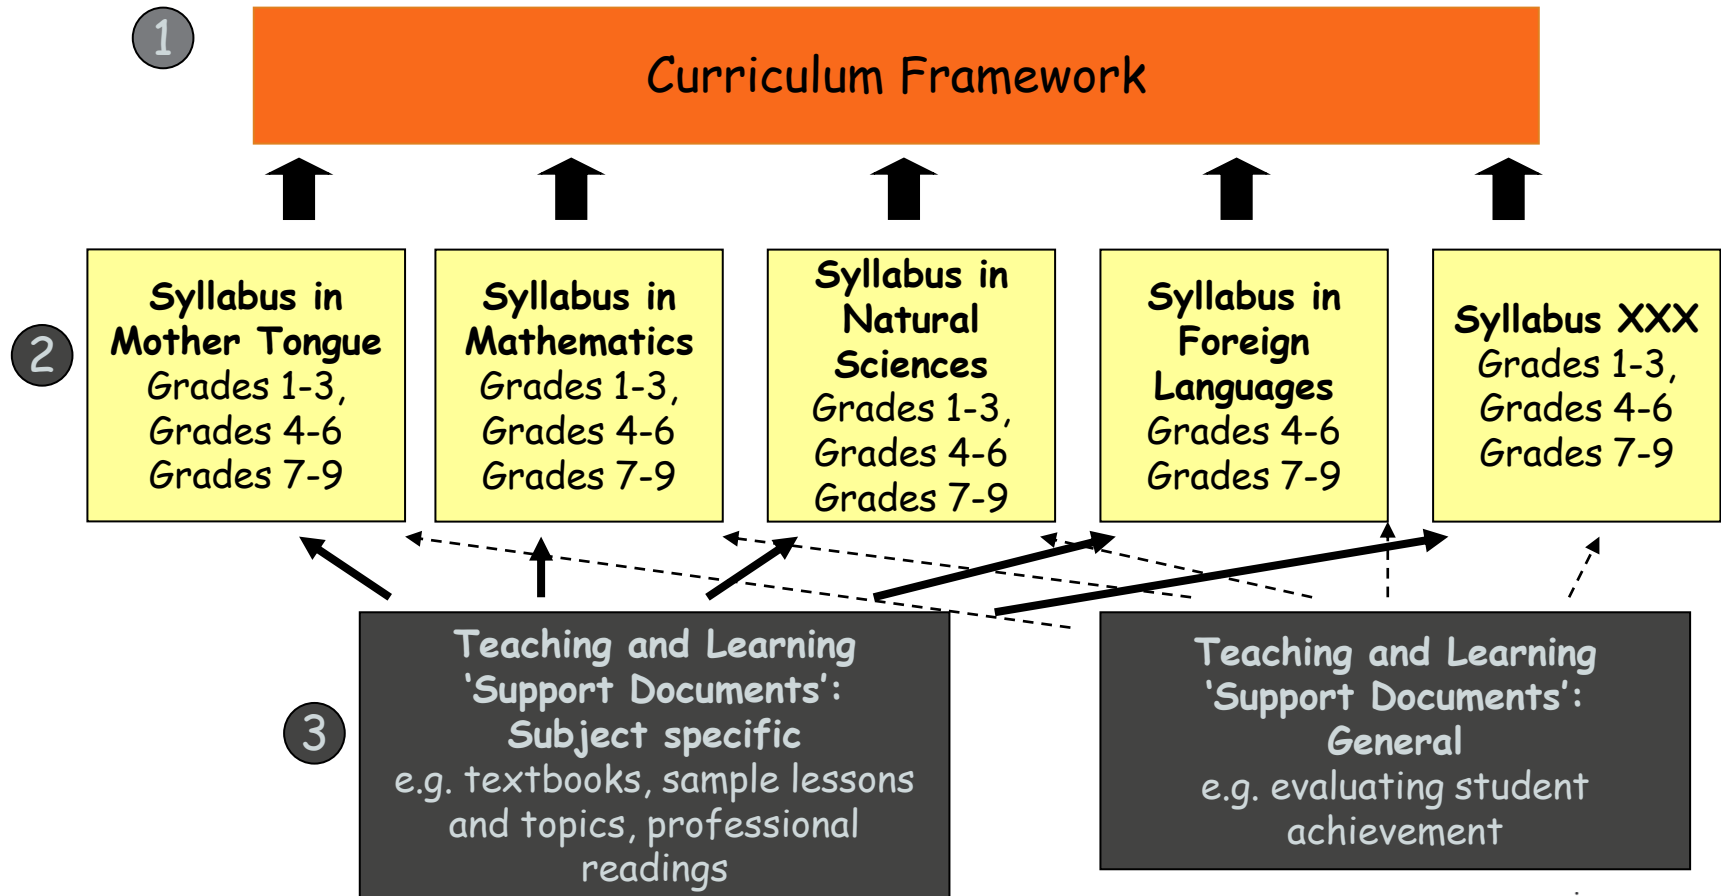 1
Curriculum Framework
2
Syllabus in
Mother Tongue
Grades 1-3,
Grades 4-6
Grades 7-9
Syllabus in
Mathematics
Grades 1-3,
Grades 4-6
Grades 7-9
Syllabus in
Natural
Sciences
Grades 1-3,
Grades 4-6
Grades 7-9
Syllabus in
Foreign
Languages
Grades 4-6
Grades 7-9
Syllabus XXX
Grades 1-3,
Grades 4-6
Grades 7-9
3
Teaching and Learning
‘Support Documents’:
Subject specific
e.g. textbooks, sample lessons
and topics, professional
readings
Teaching and Learning
‘Support Documents’:
General
e.g. evaluating student
achievement